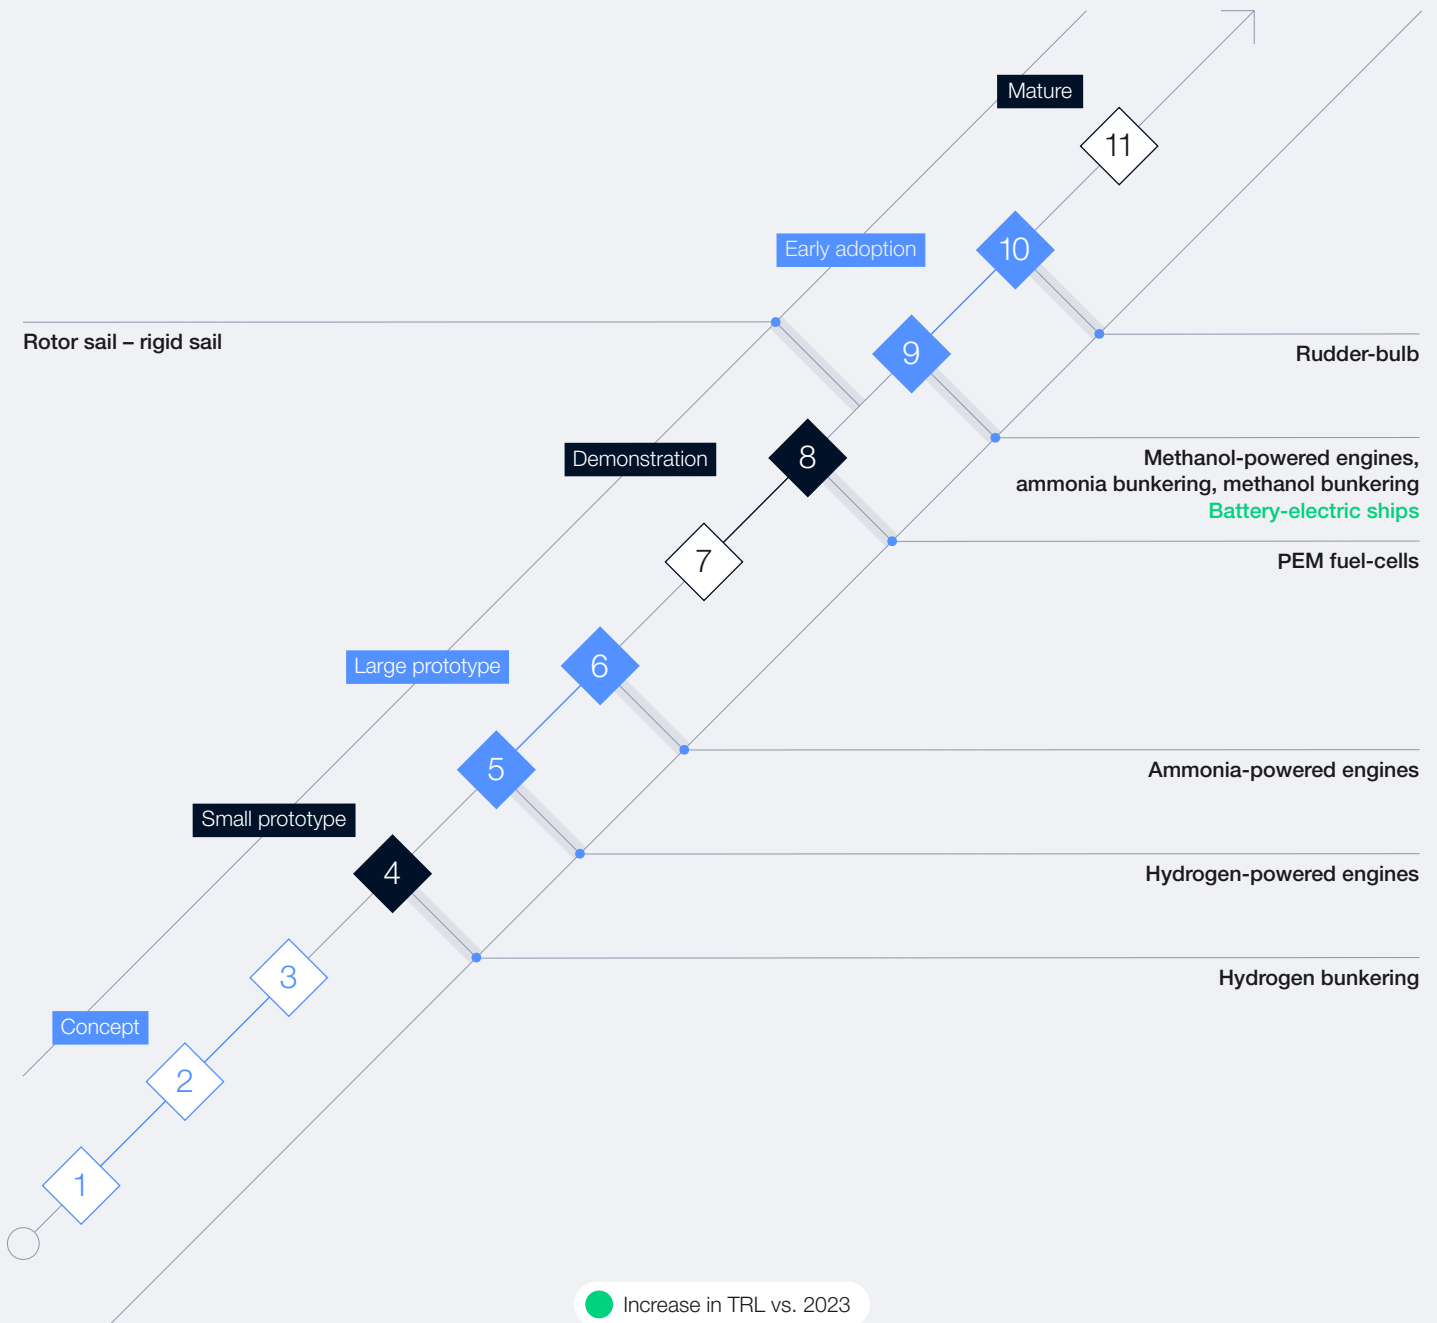 Mature
11
10
Early adoption
Rotor sail – rigid sail
Rudder-bulb
9
8
Demonstration
Methanol-powered engines,
ammonia bunkering, methanol bunkering
Battery-electric ships
PEM fuel-cells
7
6
Large prototype
5
Ammonia-powered engines
Small prototype
4
Hydrogen-powered engines
3
Hydrogen bunkering
Concept
2
1
Increase in TRL vs. 2023